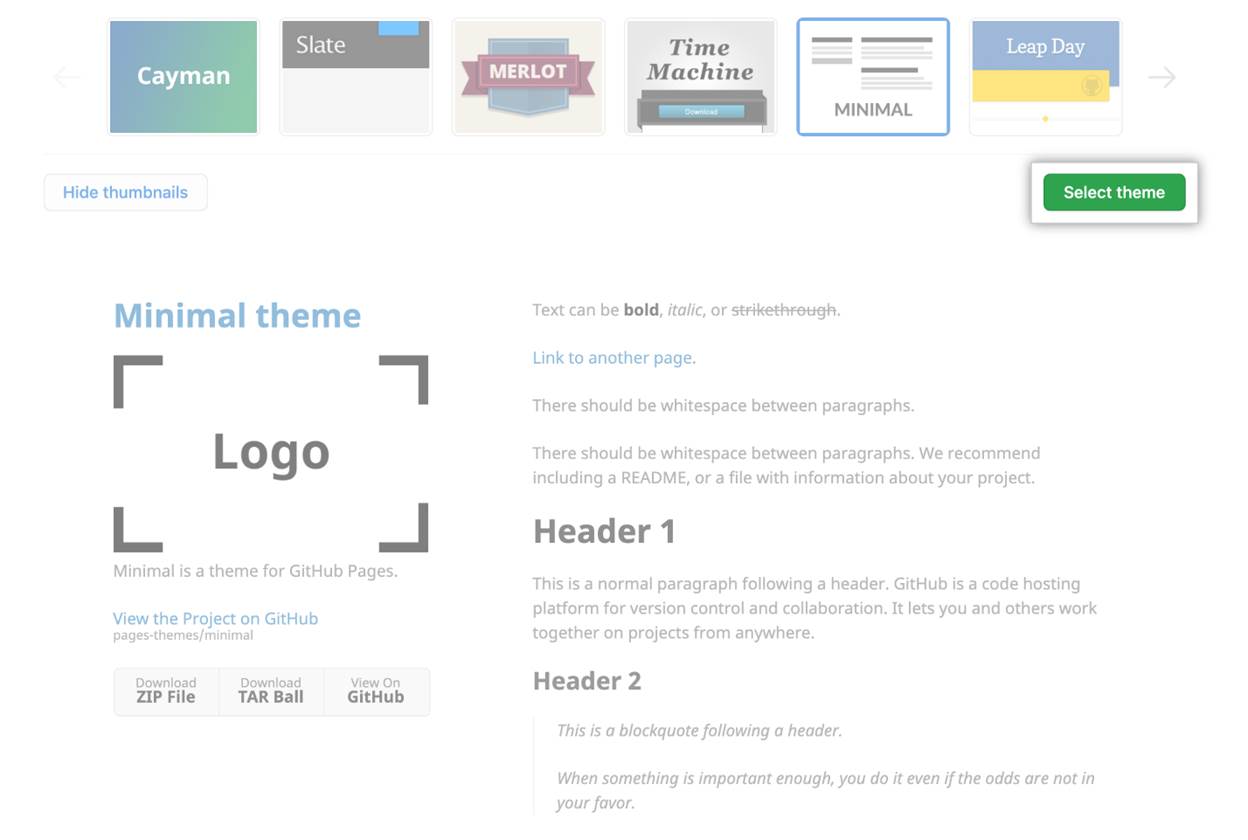 Cayman
Slate
MERLOT
Time
Machine
Download
MINIMAL
Leap Day
Hide thumbnails
Select theme
Minimal theme
Logo
Minimal is a theme for GitHub Pages.
View the Project on GitHub
pages-themes/minimal
Download
ZIP File
Download
TAR Ball
View On
GitHub
Text can be bold, italic, or strikethrough.
Link to another page.
There should be whitespace between paragraphs.
There should be whitespace between paragraphs. We recommend
including a README, or a file with information about your project.
Header 1
This is a normal paragraph following a header. GitHub is a code hosting
platform for version control and collaboration. It lets you and others work
together on projects from anywhere.
Header 2
This is a blockquote following a header.
When something is important enough, you do it even if the odds are not in
your favor.